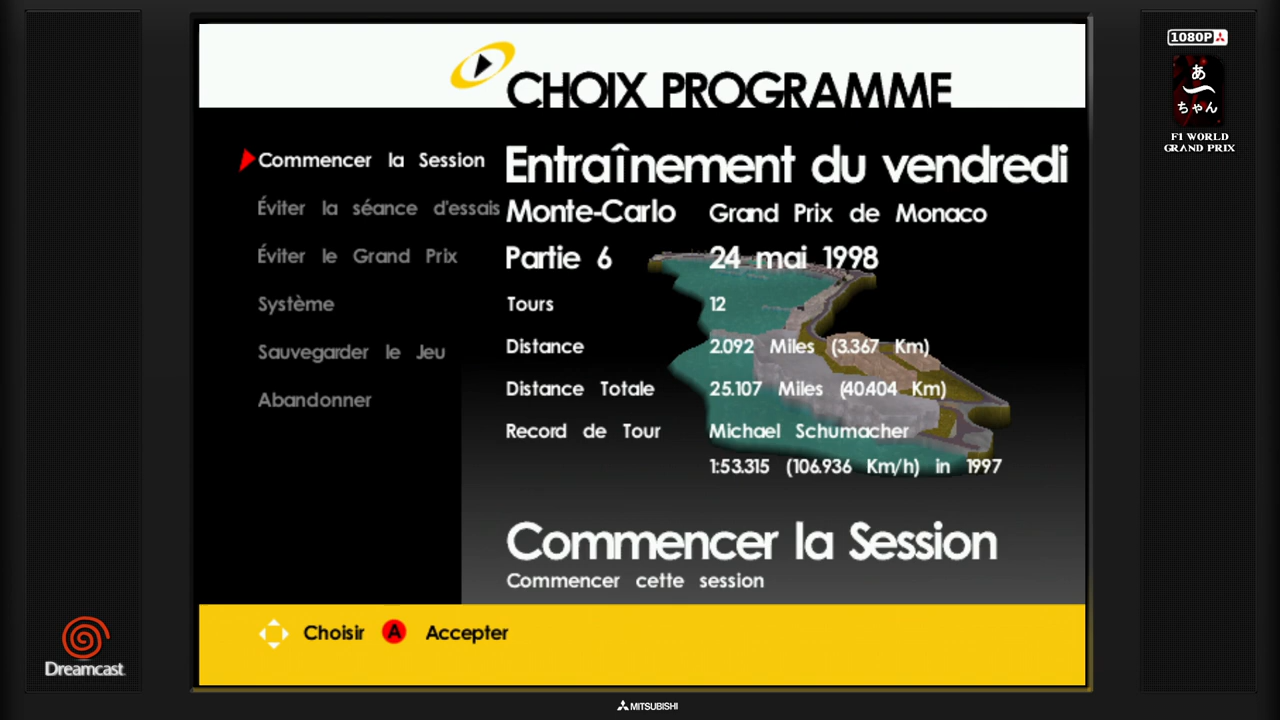 CHOIX PROGRAMME
Commencer la Session
Éviter la séance d'essais
Éviter le Grand Prix
Système
Sauvegarder le Jeu
Abandonner
Entraînement du vendredi
Monte-Carlo Grand Prix de Monaco
Partie 6 24 mai 1998
Tours 12
Distance 2.092 Miles (3.367 Km)
Distance Totale 25.107 Miles (40.404 Km)
Record de Tour Michael Schumacher
1:53.315 (106.936 Km/h) in 1997
Commencer la Session
Commencer cette session
Choisir A Accepter
1080P
あーちゃん
F1 WORLD
GRAND PRIX
Dreamcast
MITSUBISHI